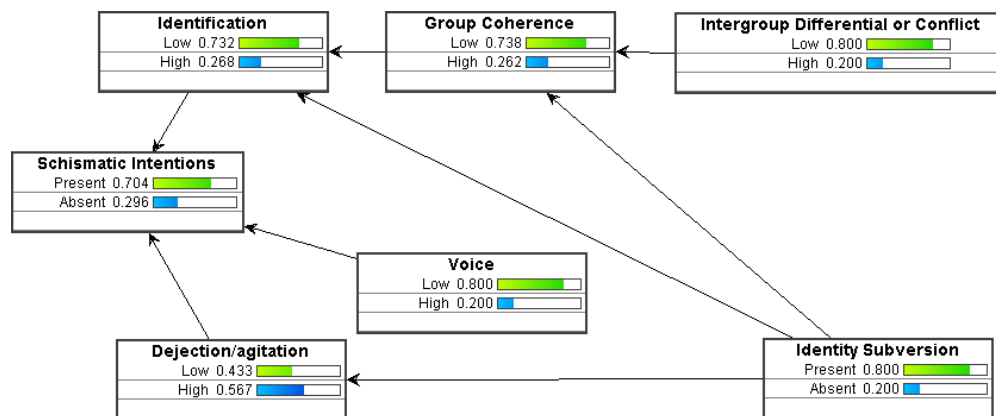 Identification
Low 0.732
High 0.268
Group Coherence
Low 0.738
High 0.262
Intergroup Differential or Conflict
Low 0.800
High 0.200
Schismatic Intentions
Present 0.704
Absent 0.296
Voice
Low 0.800
High 0.200
Dejection/agitation
Low 0.433
High 0.567
Identity Subversion
Present 0.800
Absent 0.200